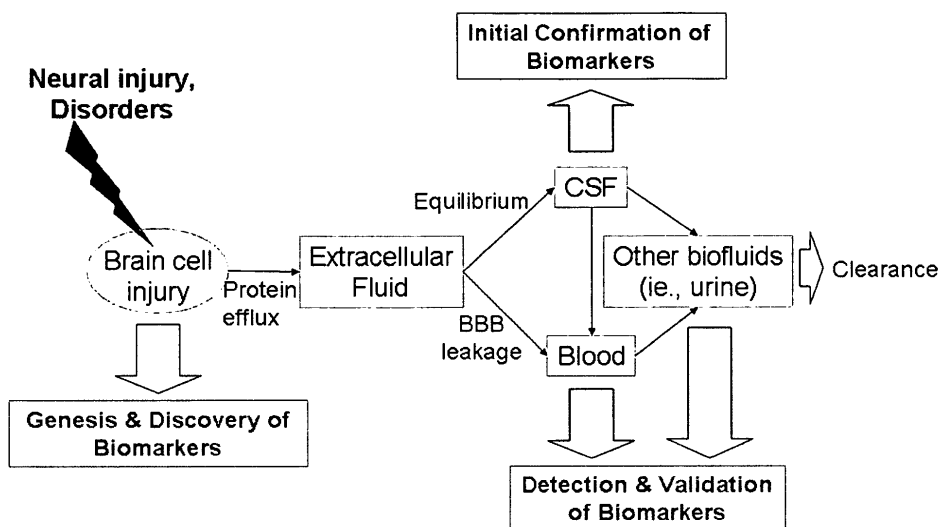 Initial Confirmation of
Biomarkers
Neural injury,
Disorders
CSF
Equilibrium
Brain cell
injury
Protein
efflux
Extracellular
Fluid
Other biofluids
(ie., urine)
Clearance
BBB
leakage
Blood
Genesis & Discovery of
Biomarkers
Detection & Validation
of Biomarkers